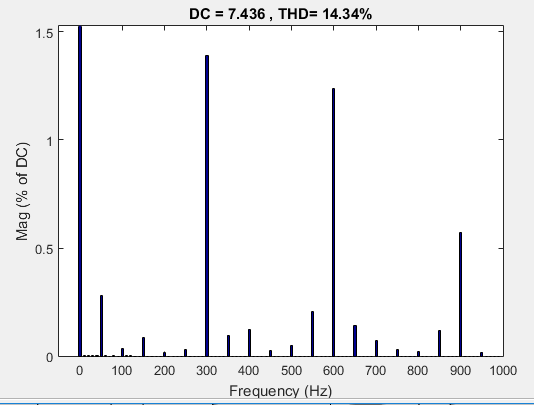 DC = 7.436 , THD= 14.34%
1.5
1
0.5
0
Mag (% of DC)
0 100 200 300 400 500 600 700 800 900 1000
Frequency (Hz)